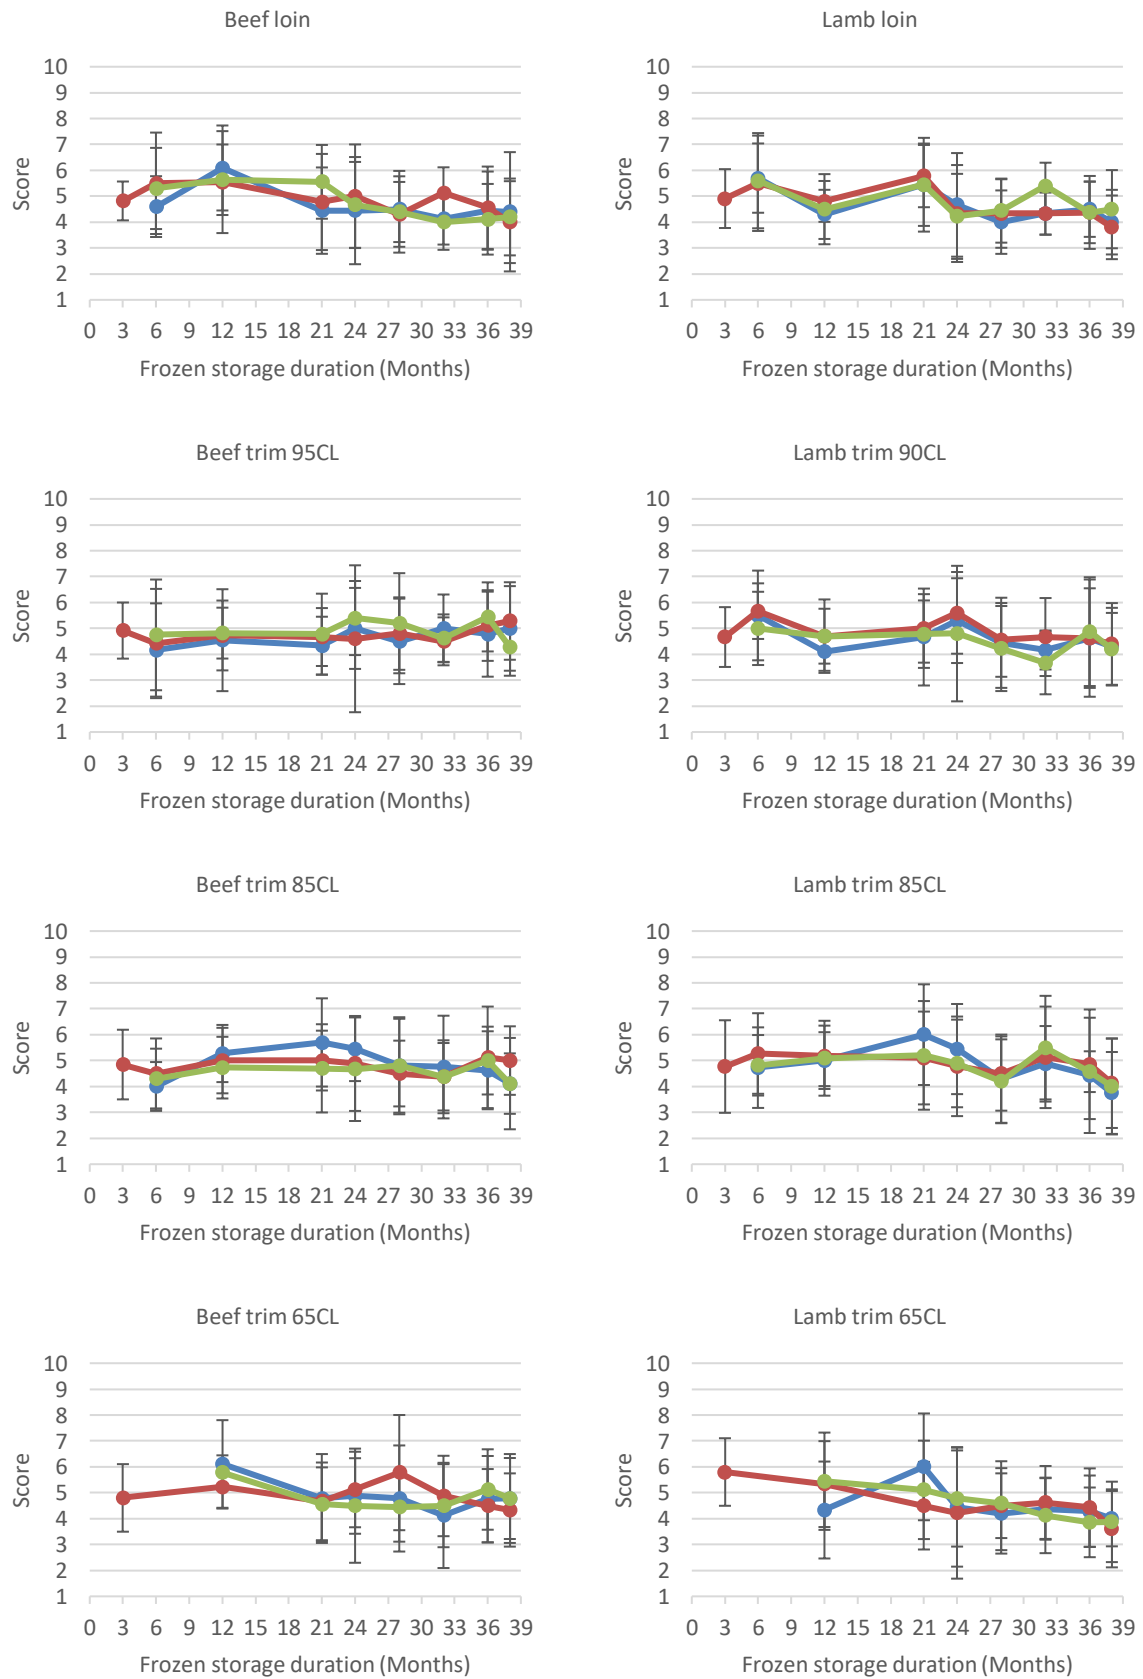 Beef loin
10
9
8
7
6
5
4
3
2
1
Score
0 3 6 9 12 15 18 21 24 27 30 33 36 39
Frozen storage duration (Months)
Lamb loin
10
9
8
7
6
5
4
3
2
1
Score
0 3 6 9 12 15 18 21 24 27 30 33 36 39
Frozen storage duration (Months)
Beef trim 95CL
10
9
8
7
6
5
4
3
2
1
Score
0 3 6 9 12 15 18 21 24 27 30 33 36 39
Frozen storage duration (Months)
Lamb trim 90CL
10
9
8
7
6
5
4
3
2
1
Score
0 3 6 9 12 15 18 21 24 27 30 33 36 39
Frozen storage duration (Months)
Beef trim 85CL
10
9
8
7
6
5
4
3
2
1
Score
0 3 6 9 12 15 18 21 24 27 30 33 36 39
Frozen storage duration (Months)
Lamb trim 85CL
10
9
8
7
6
5
4
3
2
1
Score
0 3 6 9 12 15 18 21 24 27 30 33 36 39
Frozen storage duration (Months)
Beef trim 65CL
10
9
8
7
6
5
4
3
2
1
Score
0 3 6 9 12 15 18 21 24 27 30 33 36 39
Frozen storage duration (Months)
Lamb trim 65CL
10
9
8
7
6
5
4
3
2
1
Score
0 3 6 9 12 15 18 21 24 27 30 33 36 39
Frozen storage duration (Months)